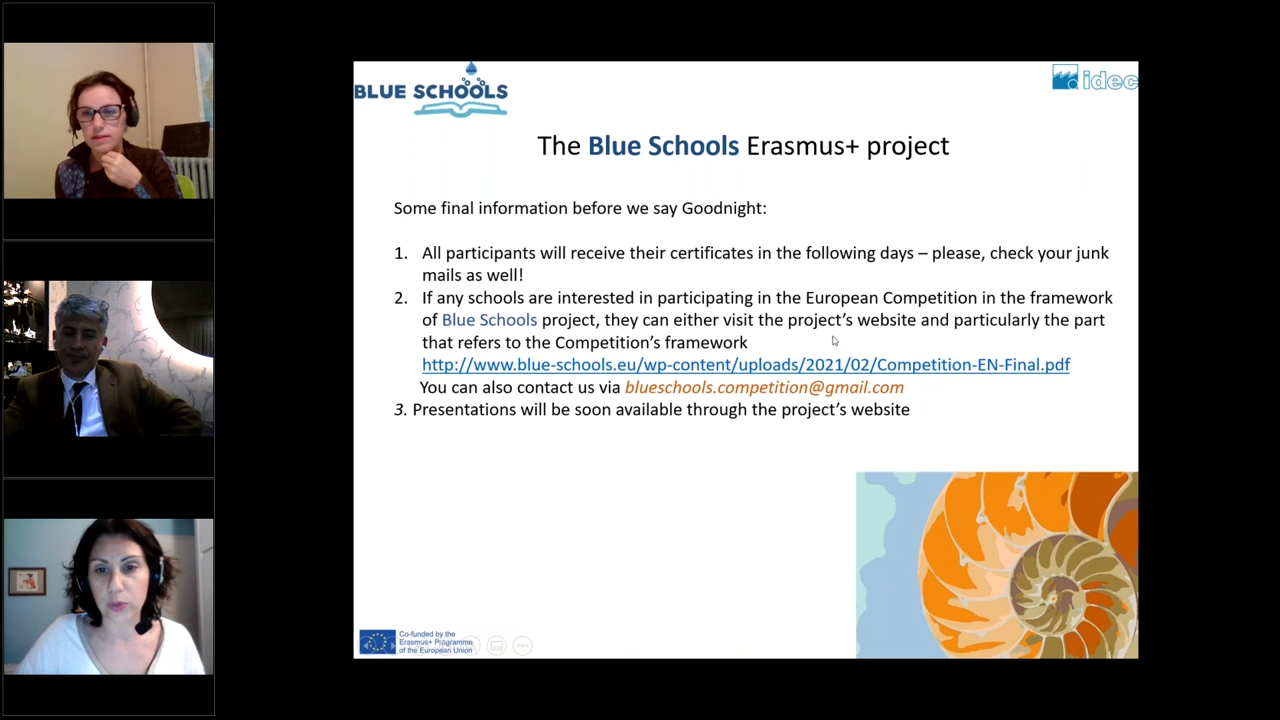 BLUE SCHOOLS
idec
The Blue Schools Erasmus+ project
Some final information before we say Goodnight:
1. All participants will receive their certificates in the following days – please, check your junk
mails as well!
2. If any schools are interested in participating in the European Competition in the framework
of Blue Schools project, they can either visit the project’s website and particularly the part
that refers to the Competition’s framework
http://www.blue-schools.eu/wp-content/uploads/2021/02/Competition-EN-Final.pdf
You can also contact us via blueschools.competition@gmail.com
3. Presentations will be soon available through the project’s website
Co-funded by the
Erasmus+ Programme
of the European Union